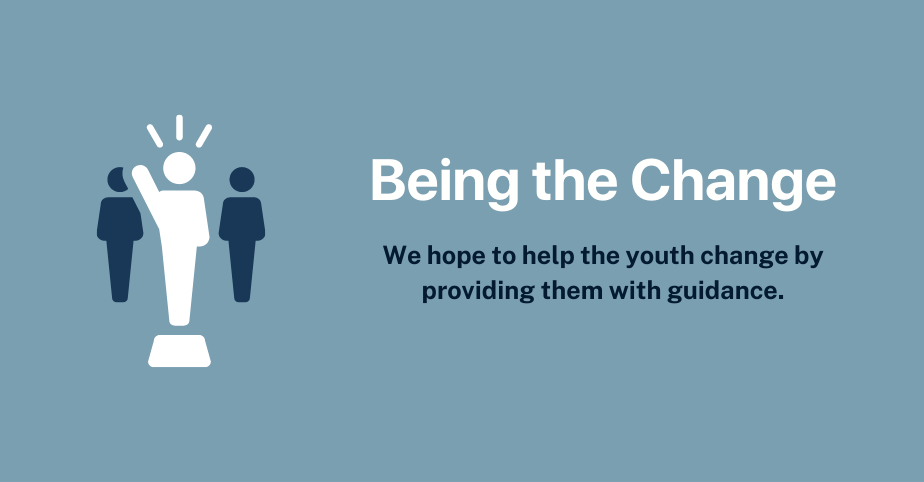 Being the Change
We hope to help the youth change by
providing them with guidance.